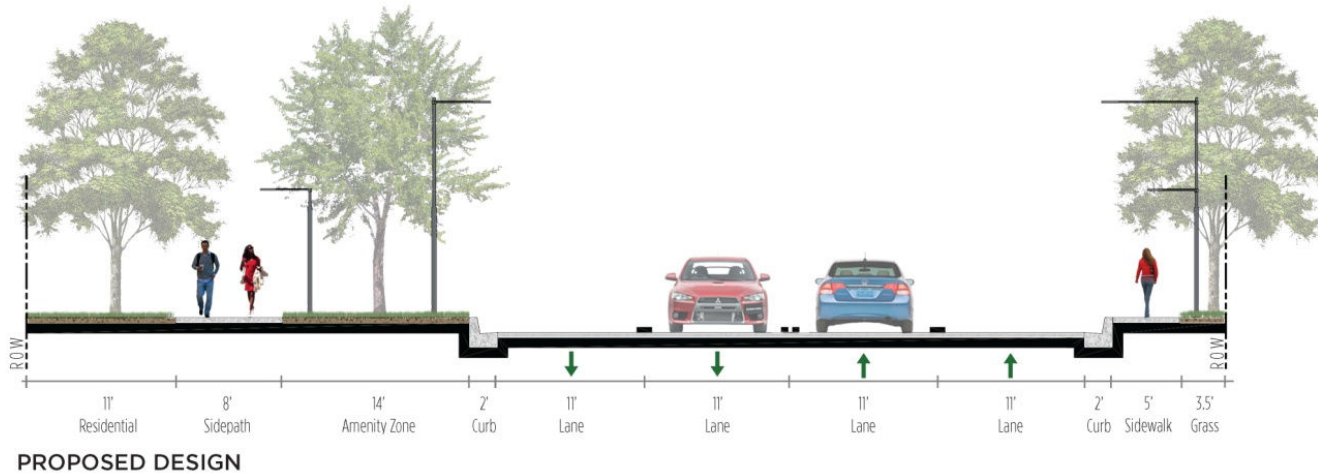 ROW
ROW
11' 8' 14' 2' 11' 11' 11' 11' 2' 5' 3.5'
Residential Sidepath Amenity Zone Curb Lane Lane Lane Lane Curb Sidewalk Grass
PROPOSED DESIGN